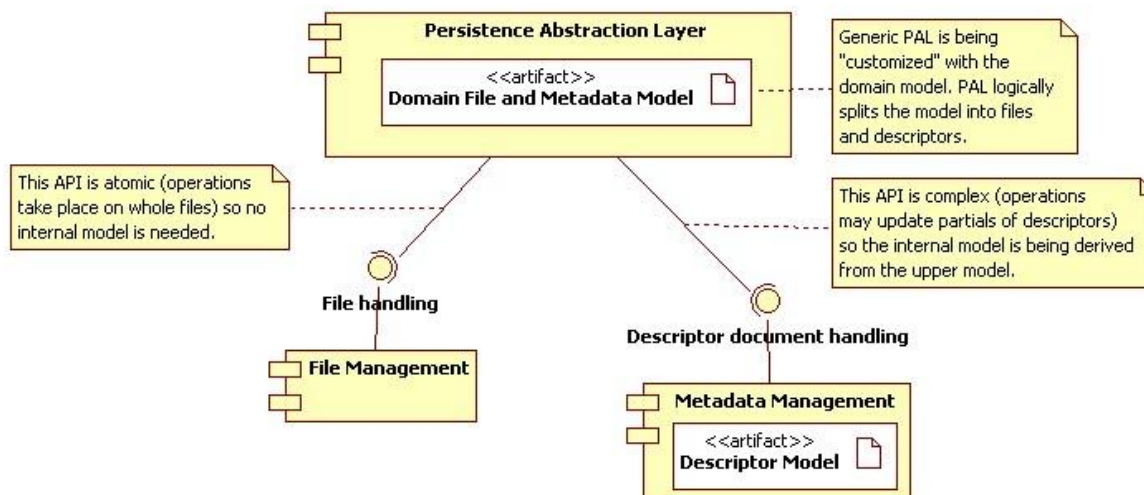 Persistence Abstraction Layer
<<artifact>>
Domain File and Metadata Model
Generic PAL is being
"customized" with the
domain model. PAL logically
splits the model into files
and descriptors.
This API is atomic (operations
take place on whole files) so no
internal model is needed.
This API is complex (operations
may update partials of descriptors)
so the internal model is being derived
from the upper model.
File handling
Descriptor document handling
File Management
Metadata Management
<<artifact>>
Descriptor Model